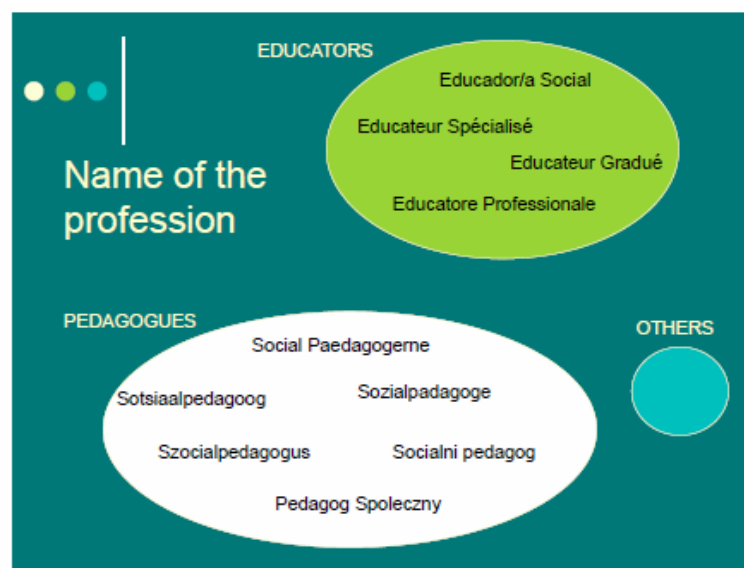 EDUCATORS
Educador/a Social
Educateur Spécialisé
Educateur Gradué
Educatore Professionale
Name of the
profession
PEDAGOGUES
Social Paedagogerne
Sotsiaalpedagoog
Sozialpadagoge
Szocialpedagogus
Socialni pedagog
Pedagog Spoleczny
OTHERS